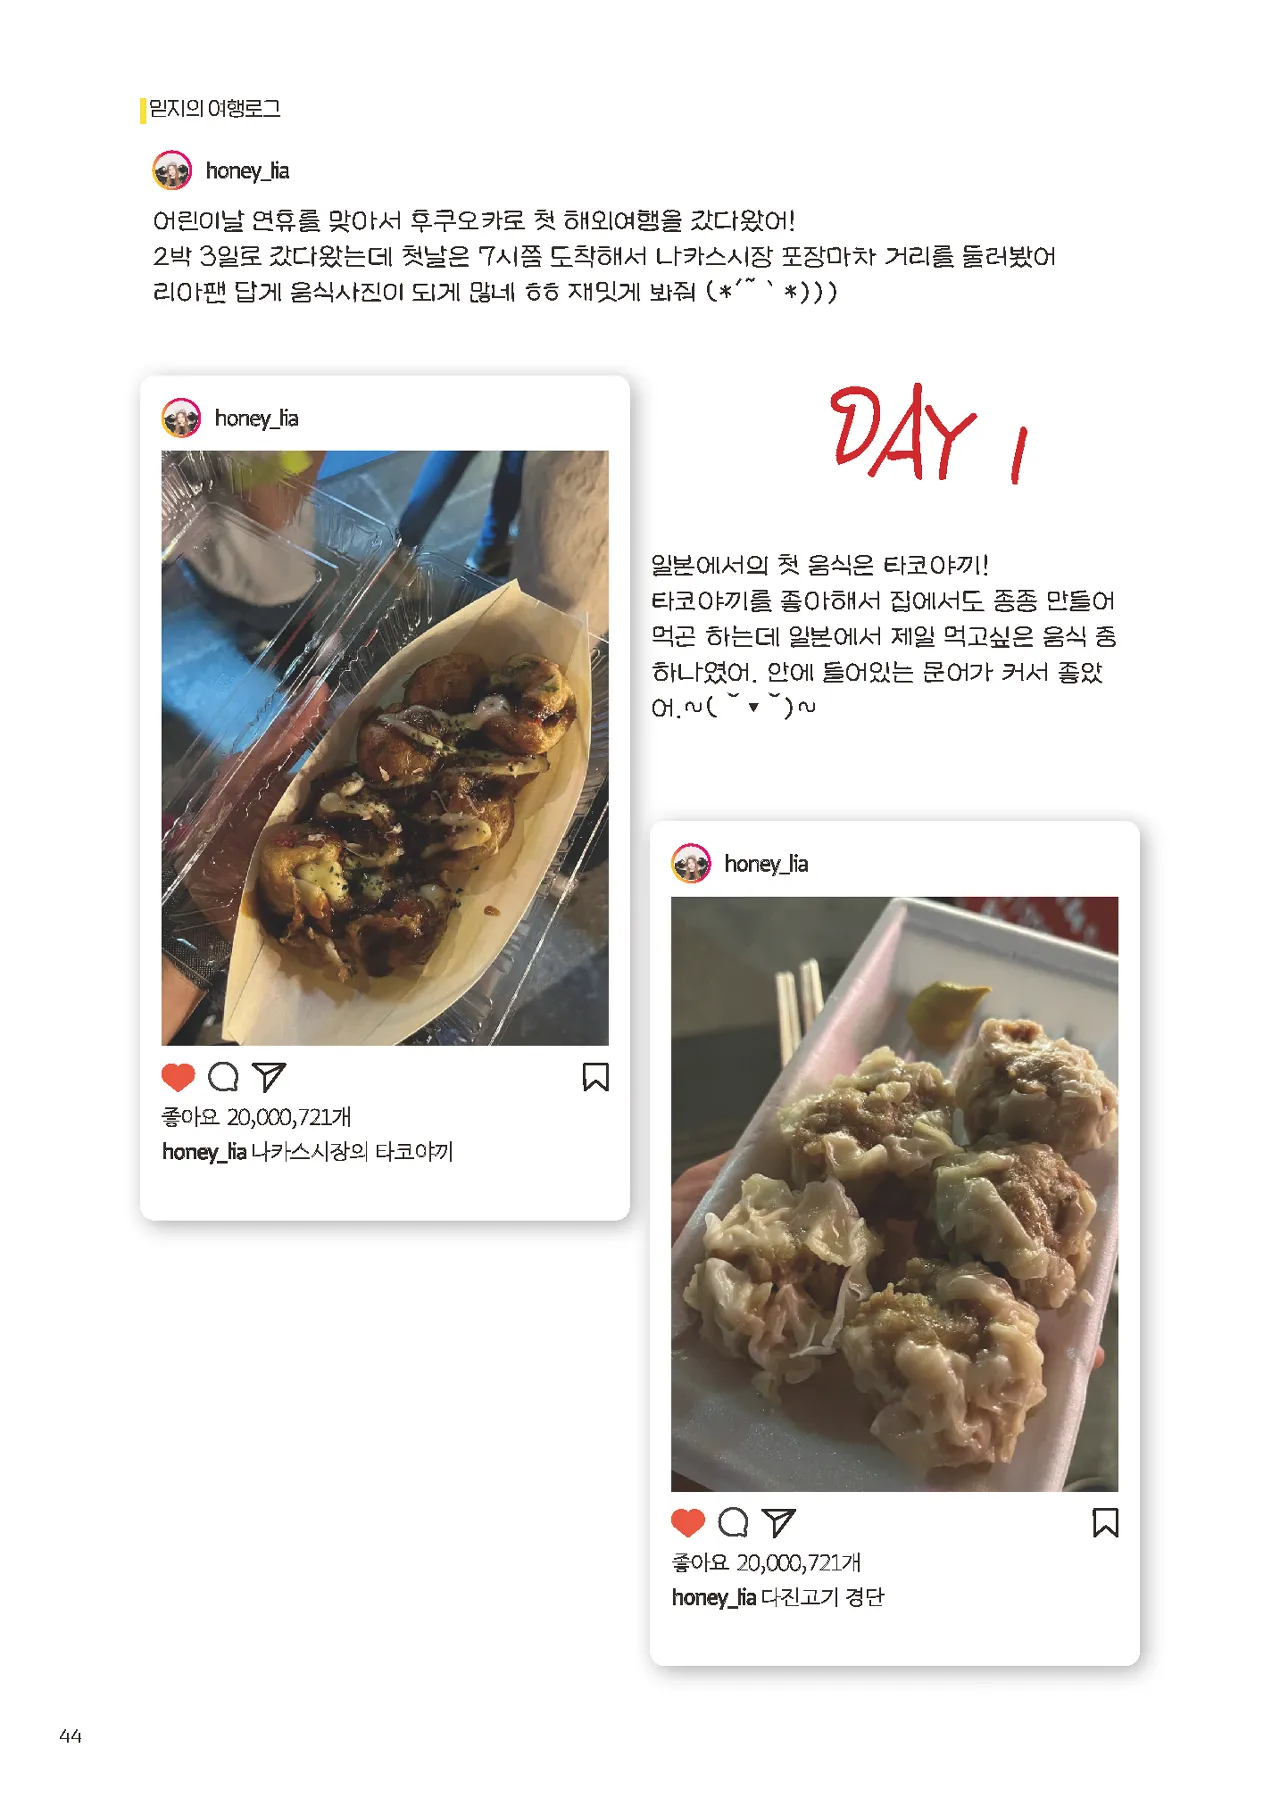 믿지의 여행로그
honey_lia
어린이날 연휴를 맞아서 후쿠오카로 첫 해외여행을 갔다왔어!
2박 3일로 갔다왔는데 첫날은 7시쯤 도착해서 나카스시장 포장마차 거리를 둘러봤어
리아팬 답게 음식사진이 되게 많네 ㅎㅎ 재밋게 봐줘 (*´˜`*)))
honey_lia
DAY 1
일본에서의 첫 음식은 타코야끼!
타코야끼를 좋아해서 집에서도 종종 만들어
먹곤 하는데 일본에서 제일 먹고싶은 음식 중
하나였어. 안에 들어있는 문어가 커서 좋았
어.~( ˘ ▾ ˘ )~
좋아요 20,000,721개
honey_lia 나카스시장의 타코야끼
honey_lia
좋아요 20,000,721개
honey_lia 다진고기 경단
44